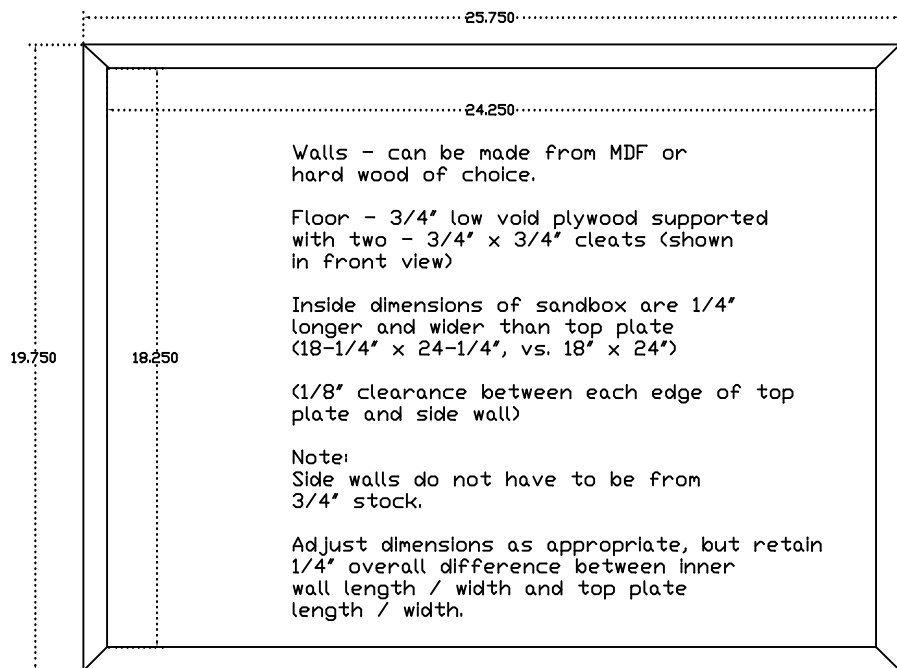 25.750
24.250
Walls - can be made from MDF or
hard wood of choice.
Floor - 3/4" low void plywood supported
with two - 3/4" x 3/4" cleats (shown
in front view)
Inside dimensions of sandbox are 1/4"
longer and wider than top plate
(18-1/4" x 24-1/4", vs. 18" x 24")
19.750
18.250
(1/8" clearance between each edge of top
plate and side wall)
Note:
Side walls do not have to be from
3/4" stock.
Adjust dimensions as appropriate, but retain
1/4" overall difference between inner
wall length / width and top plate
length / width.